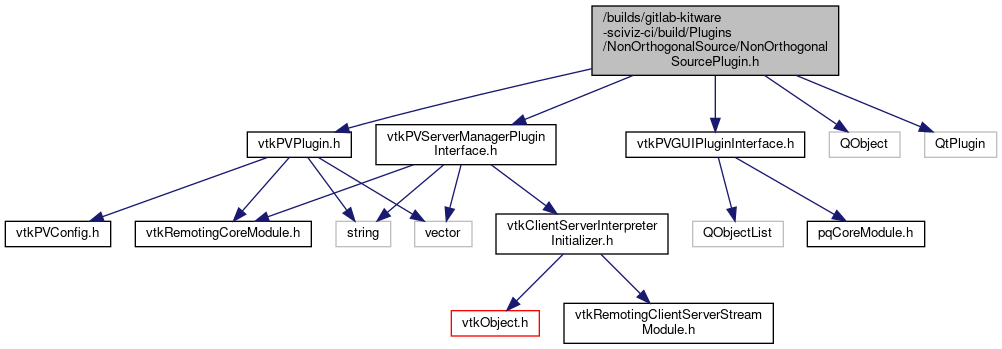 /builds/gitlab-kitware
-sciviz-ci/build/Plugins
/NonOrthogonalSource/NonOrthogonal
SourcePlugin.h
vtkPVPlugin.h
vtkPVServerManagerPlugin
Interface.h
vtkPVGUIPluginInterface.h
QObject
QtPlugin
vtkPVConfig.h
vtkRemotingCoreModule.h
string
vector
vtkClientServerInterpreter
Initializer.h
QObjectList
pqCoreModule.h
vtkObject.h
vtkRemotingClientServerStream
Module.h